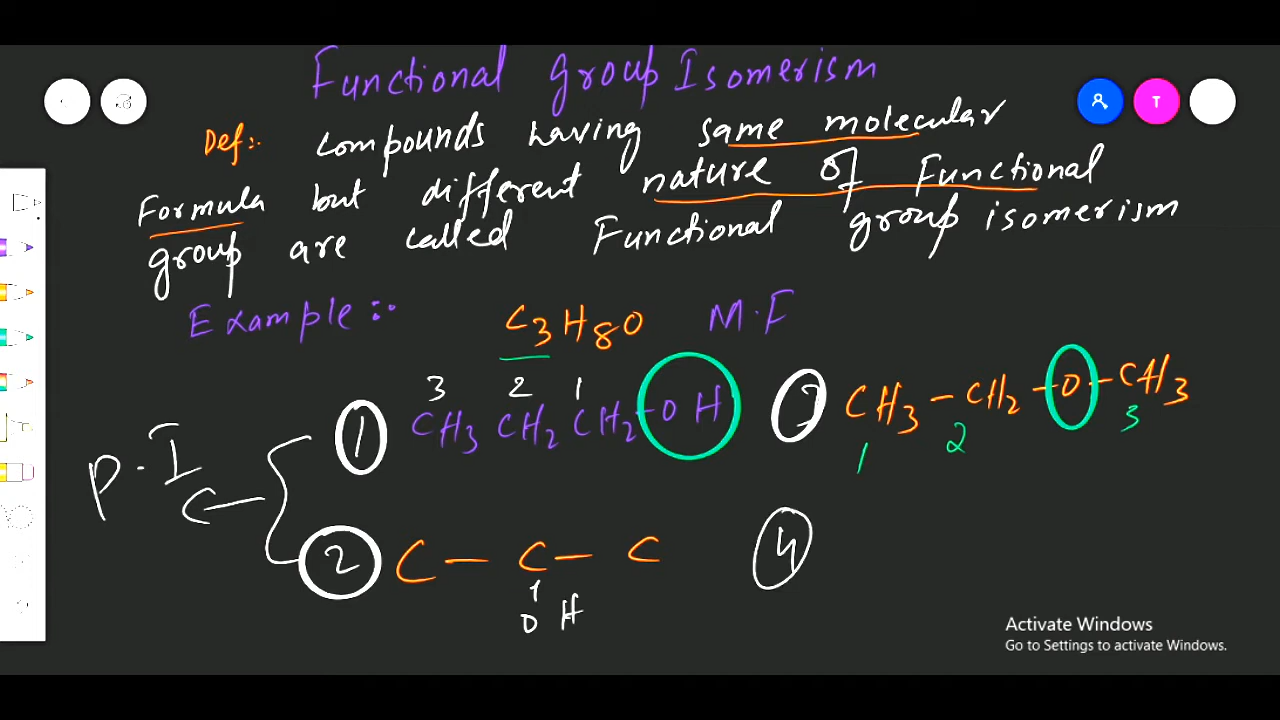 Functional group Isomerism
Def:- compounds having same molecular
Formula but different nature of Functional
group are called Functional group isomerism
Example :-
C3H8O M.F
3 2 1
1 CH3 CH2 CH2-OH
CH3-CH2-O-CH3
1 2 3
P.I
C
2 C - C - C
OH
4
T
Activate Windows
Go to Settings to activate Windows.